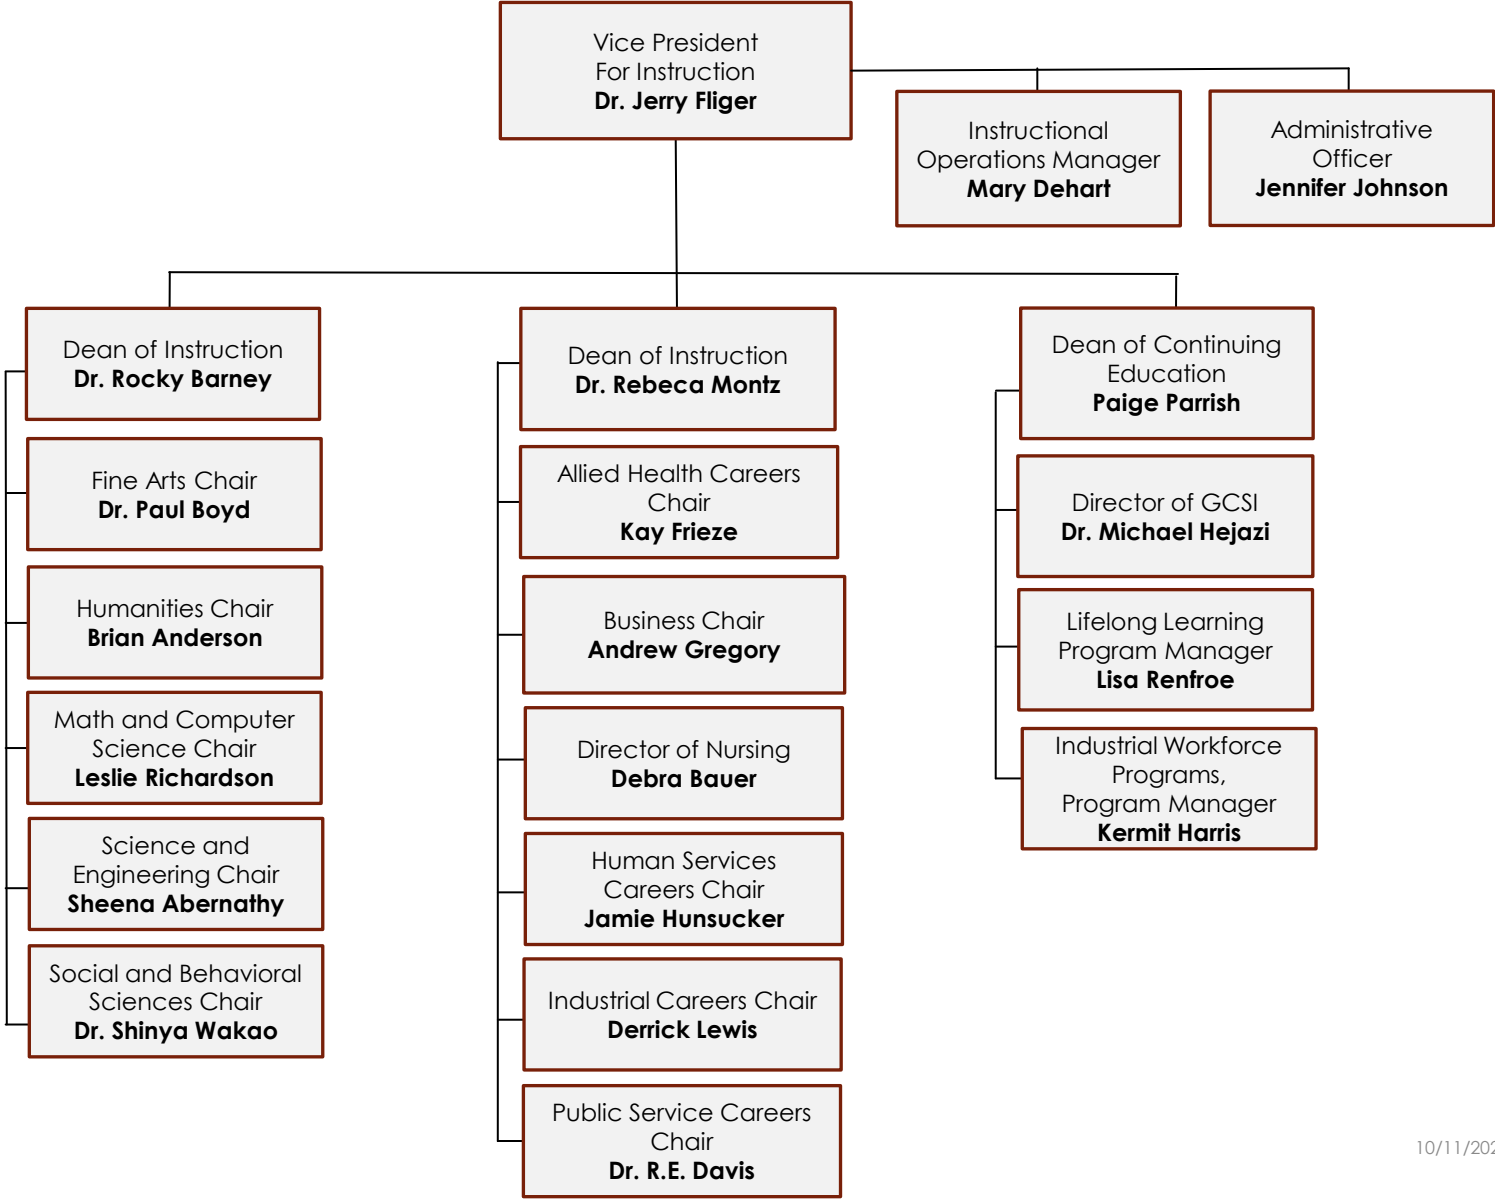 Vice President
For Instruction
Dr. Jerry Fliger
Instructional
Operations Manager
Mary Dehart
Administrative
Officer
Jennifer Johnson
Dean of Instruction
Dr. Rocky Barney
Fine Arts Chair
Dr. Paul Boyd
Humanities Chair
Brian Anderson
Math and Computer
Science Chair
Leslie Richardson
Science and
Engineering Chair
Sheena Abernathy
Social and Behavioral
Sciences Chair
Dr. Shinya Wakao
Dean of Instruction
Dr. Rebeca Montz
Allied Health Careers
Chair
Kay Frieze
Business Chair
Andrew Gregory
Director of Nursing
Debra Bauer
Human Services
Careers Chair
Jamie Hunsucker
Industrial Careers Chair
Derrick Lewis
Public Service Careers
Chair
Dr. R.E. Davis
Dean of Continuing
Education
Paige Parrish
Director of GCSI
Dr. Michael Hejazi
Lifelong Learning
Program Manager
Lisa Renfroe
Industrial Workforce
Programs,
Program Manager
Kermit Harris
10/11/202